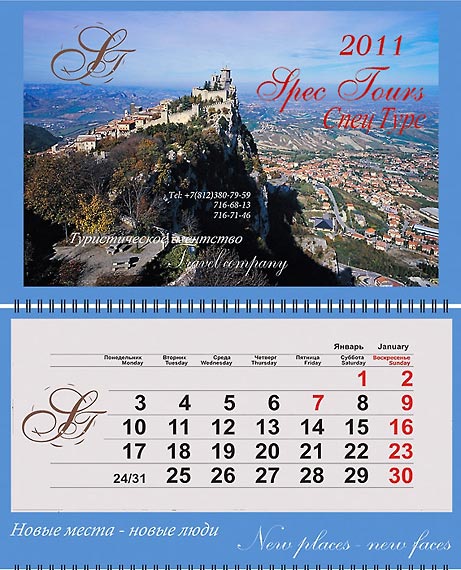 ST
2011
Spec Tours
Спец Турс
Tel: +7(812)380-79-59
716-68-13
716-71-46
Туристическое агентство
Travel company
Январь January
Понедельник Вторник Среда Четверг Пятница Суббота Воскресенье
Monday Tuesday Wednesday Thursday Friday Saturday Sunday
1 2
3 4 5 6 7 8 9
10 11 12 13 14 15 16
17 18 19 20 21 22 23
24/31 25 26 27 28 29 30
ST
Новые места - новые люди
New places - new faces